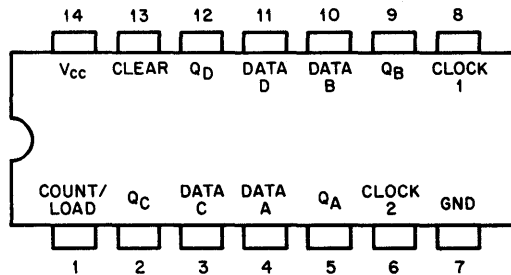 14 13 12 11 10 9 8
Vcc CLEAR QD DATA D DATA B QB CLOCK 1
COUNT/ LOAD QC DATA C DATA A QA CLOCK 2 GND
1 2 3 4 5 6 7